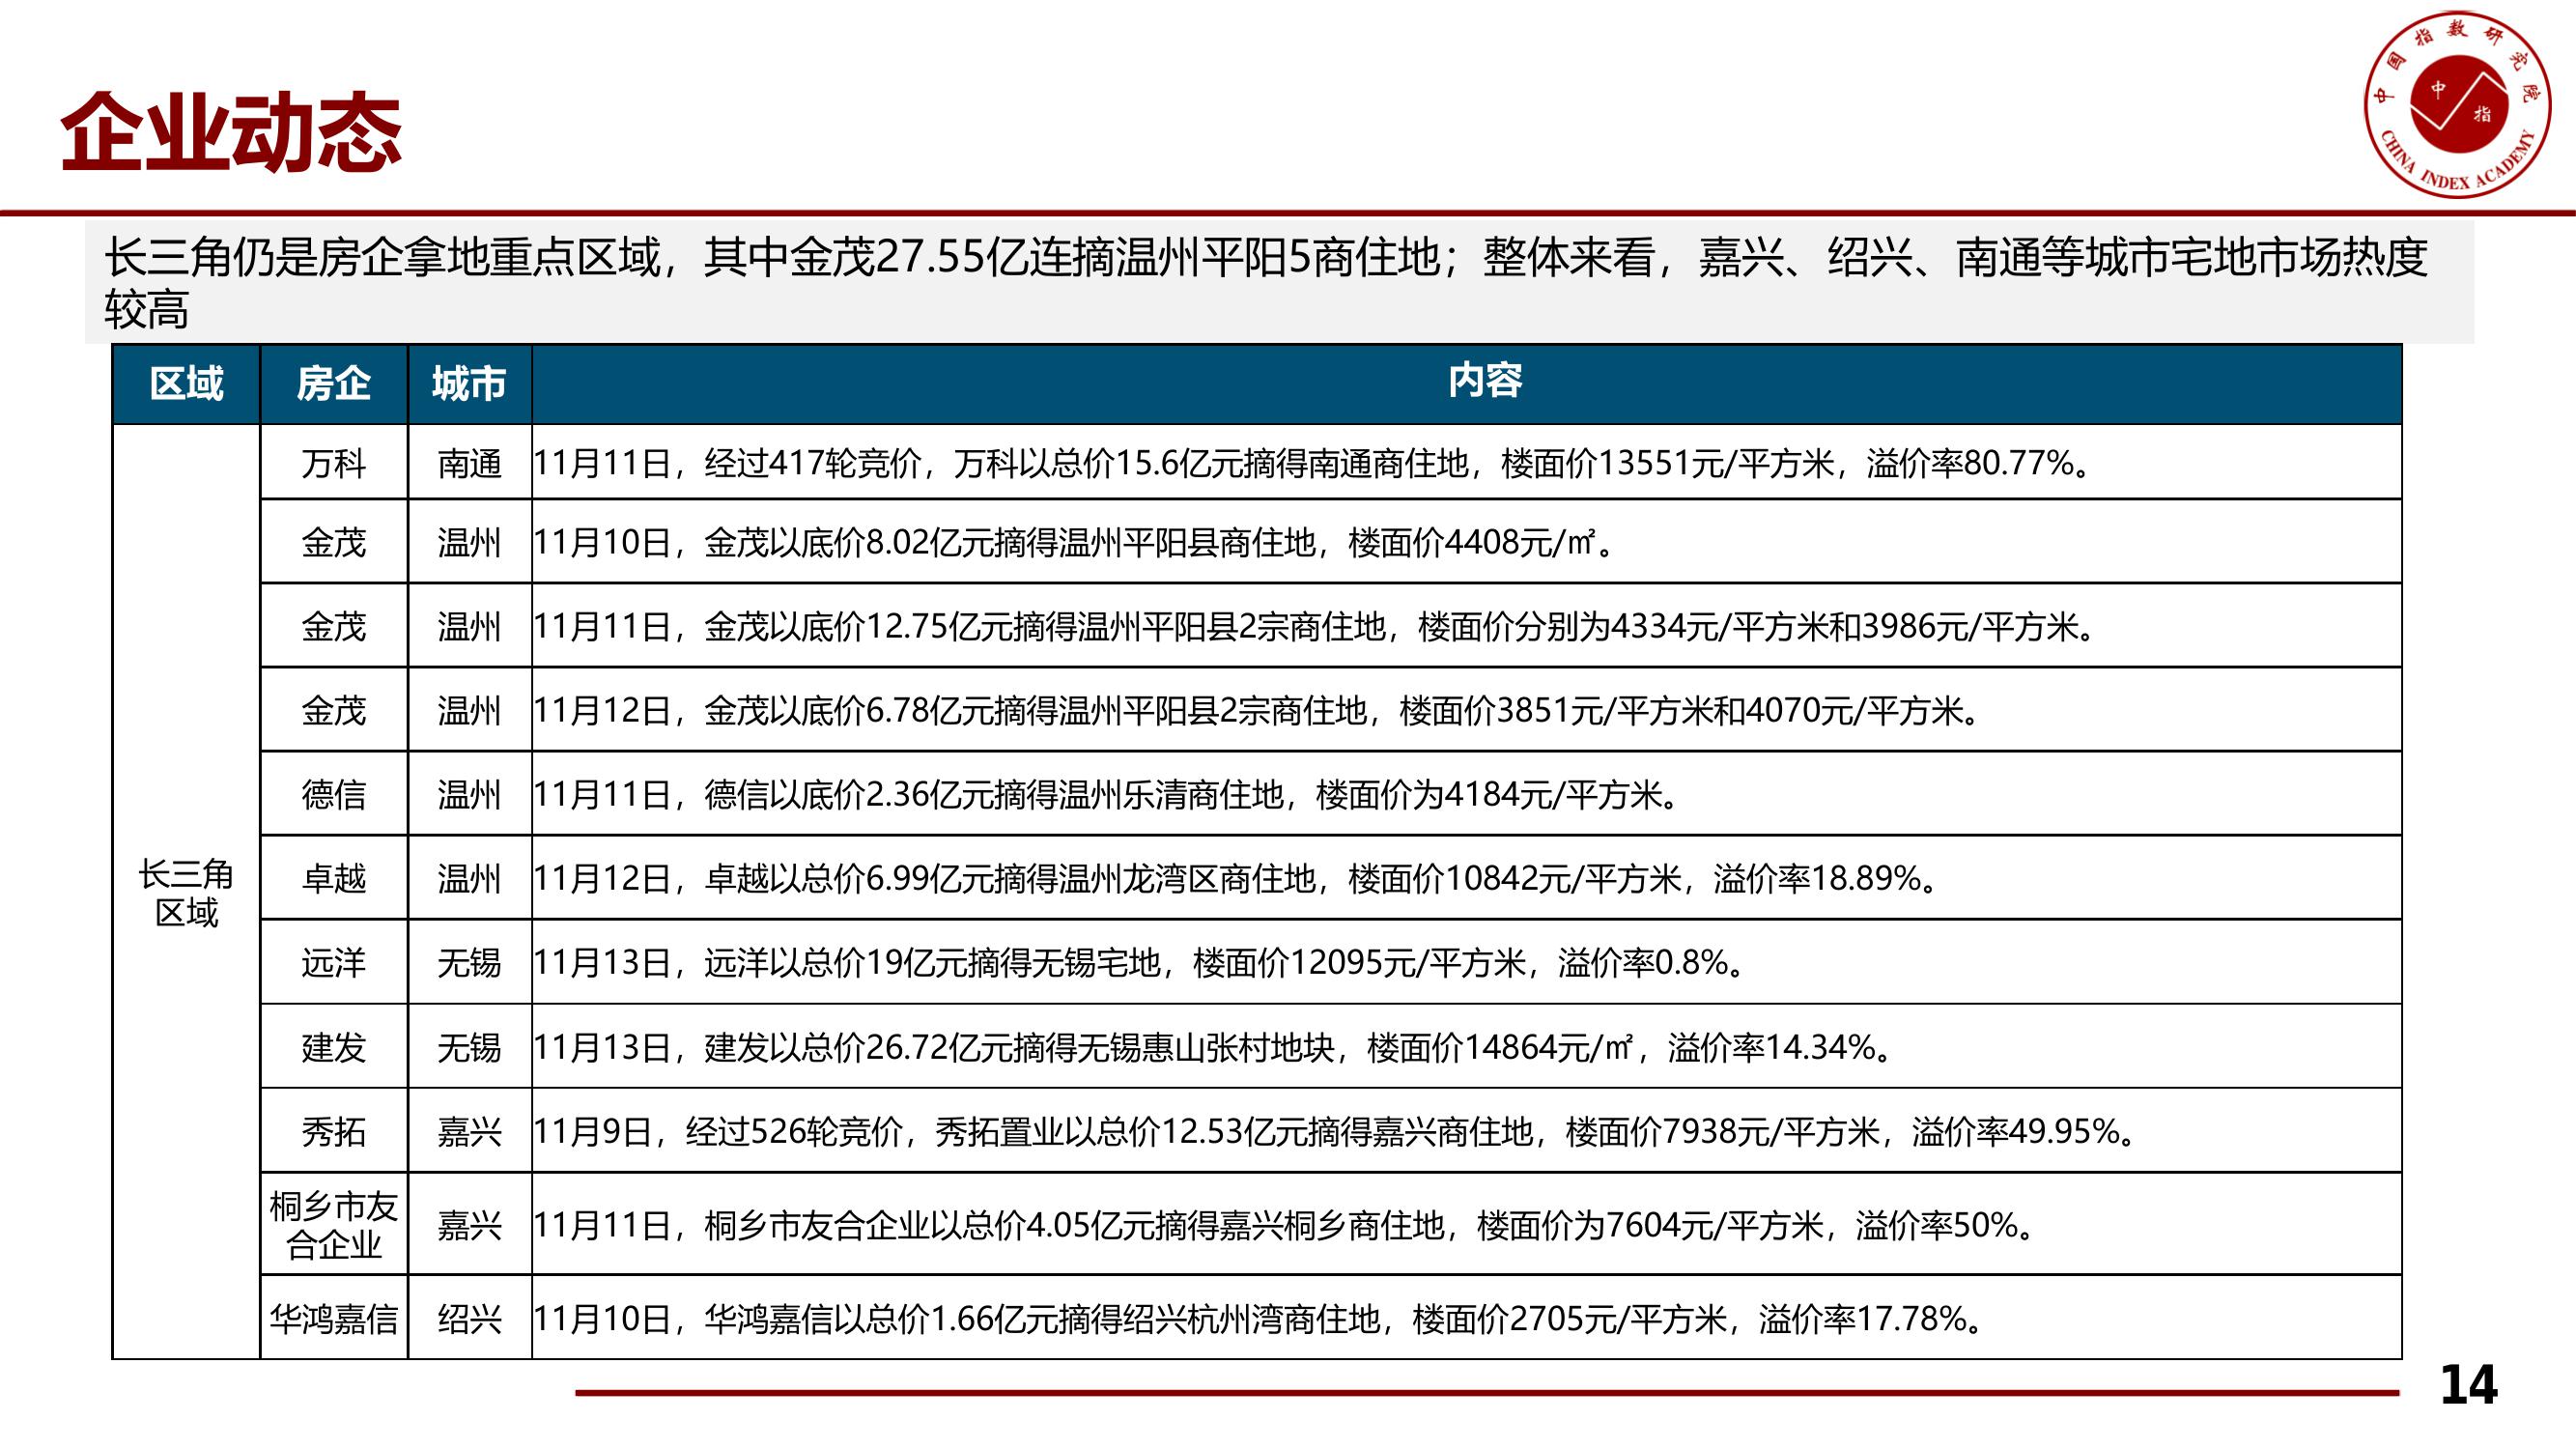 企业动态
中国指数研究院
中指
CHINA INDEX ACADEMY
长三角仍是房企拿地重点区域，其中金茂27.55亿连摘温州平阳5商住地；整体来看，嘉兴、绍兴、南通等城市宅地市场热度
较高
区域 房企 城市 内容
长三角
区域
万科 南通 11月11日，经过417轮竞价，万科以总价15.6亿元摘得南通商住地，楼面价13551元/平方米，溢价率80.77%。
金茂 温州 11月10日，金茂以底价8.02亿元摘得温州平阳县商住地，楼面价4408元/㎡。
金茂 温州 11月11日，金茂以底价12.75亿元摘得温州平阳县2宗商住地，楼面价分别为4334元/平方米和3986元/平方米。
金茂 温州 11月12日，金茂以底价6.78亿元摘得温州平阳县2宗商住地，楼面价3851元/平方米和4070元/平方米。
德信 温州 11月11日，德信以底价2.36亿元摘得温州乐清商住地，楼面价为4184元/平方米。
卓越 温州 11月12日，卓越以总价6.99亿元摘得温州龙湾区商住地，楼面价10842元/平方米，溢价率18.89%。
远洋 无锡 11月13日，远洋以总价19亿元摘得无锡宅地，楼面价12095元/平方米，溢价率0.8%。
建发 无锡 11月13日，建发以总价26.72亿元摘得无锡惠山张村地块，楼面价14864元/㎡，溢价率14.34%。
秀拓 嘉兴 11月9日，经过526轮竞价，秀拓置业以总价12.53亿元摘得嘉兴商住地，楼面价7938元/平方米，溢价率49.95%。
桐乡市友
合企业 嘉兴 11月11日，桐乡市友合企业以总价4.05亿元摘得嘉兴桐乡商住地，楼面价为7604元/平方米，溢价率50%。
华鸿嘉信 绍兴 11月10日，华鸿嘉信以总价1.66亿元摘得绍兴杭州湾商住地，楼面价2705元/平方米，溢价率17.78%。
14